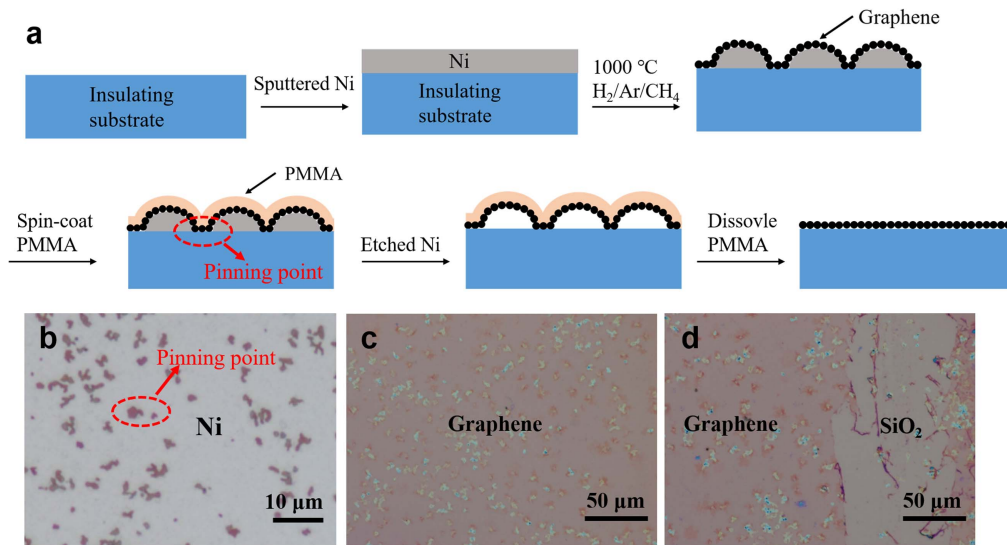 a
Graphene
Ni
Insulating
substrate
Sputtered Ni
Insulating
substrate
1000 ℃
H₂/Ar/CH₄
PMMA
Spin-coat
PMMA
Pinning point
Etched Ni
Dissovle
PMMA
b
Pinning point
Ni
10 μm
c
Graphene
50 μm
d
Graphene
SiO₂
50 μm